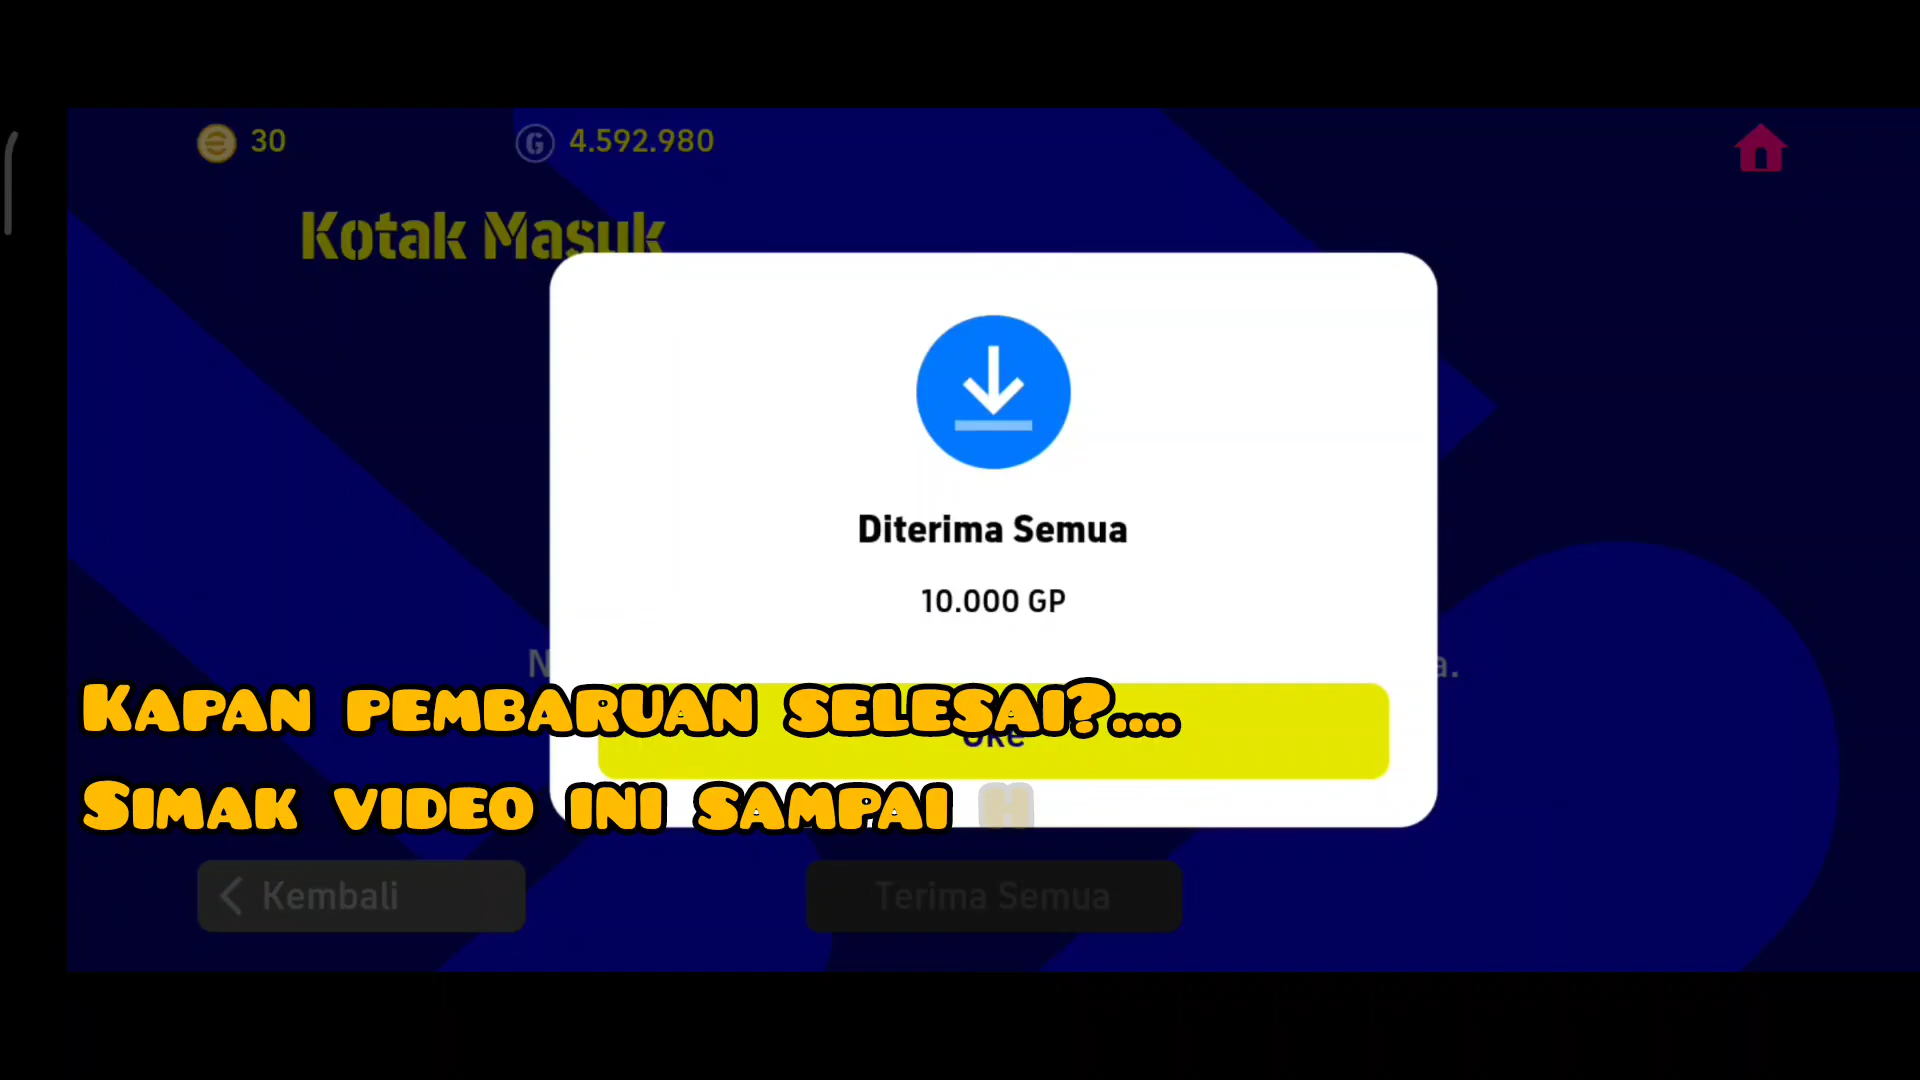 30
4.592.980
Kotak Masuk
Diterima Semua
10.000 GP
Kapan pembaruan selesai?....
Oke
Simak video ini sampai H
Kembali
Terima Semua